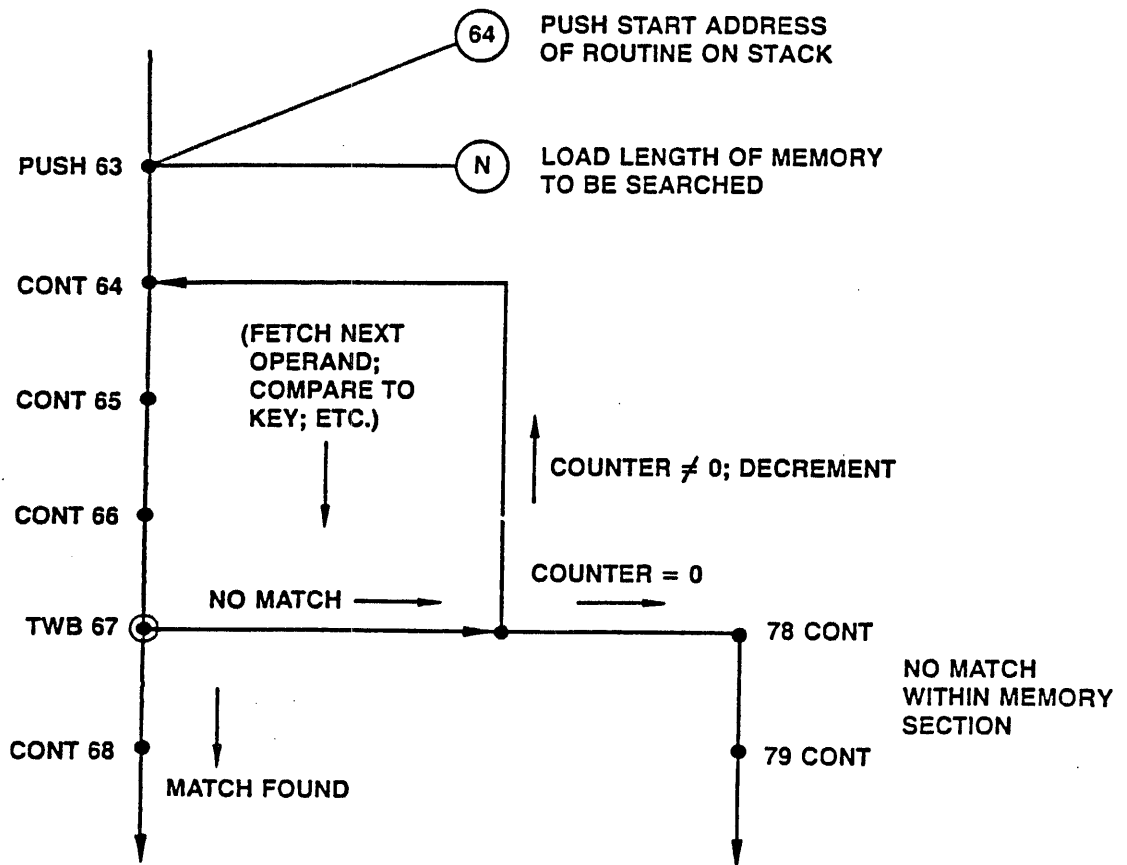 64
PUSH START ADDRESS
OF ROUTINE ON STACK
PUSH 63
N
LOAD LENGTH OF MEMORY
TO BE SEARCHED
CONT 64
(FETCH NEXT
OPERAND;
COMPARE TO
KEY; ETC.)
CONT 65
COUNTER ≠ 0; DECREMENT
CONT 66
COUNTER = 0
NO MATCH
TWB 67
78 CONT
NO MATCH
WITHIN MEMORY
SECTION
CONT 68
79 CONT
MATCH FOUND